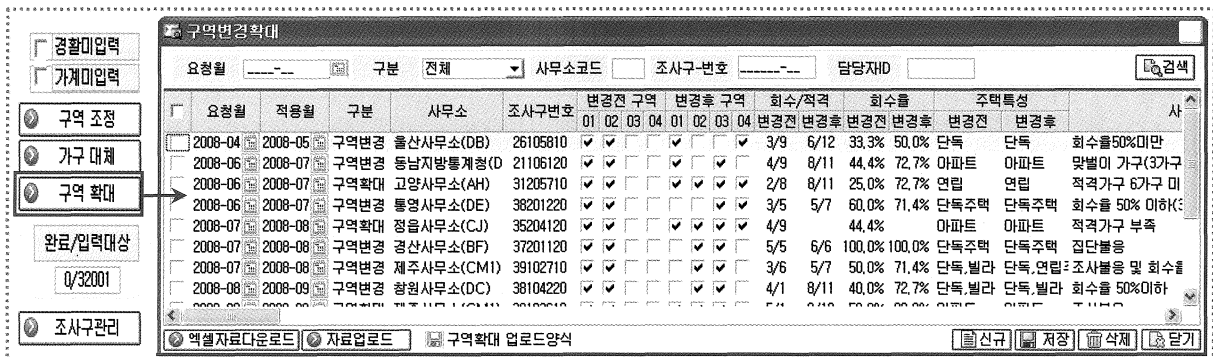 경활미입력
가계미입력
구역 조정
가구 대체
구역 확대
완료/입력대상
0/32001
조사구관리
구역변경확대
요청월 ____-__ 구분 전체 사무소코드 조사구-번호 ______-__ 담당자ID 검색
요청월 적용월 구분 사무소 조사구번호 변경전 구역 변경후 구역 회수/적격 회수율 주택특성
01 02 03 04 01 02 03 04 변경전 변경후 변경전 변경후 변경전 변경후
2008-04 2008-05 구역변경 울산사무소(DB) 26105810 3/9 6/12 33,3% 50,0% 단독 단독 회수율50%미만
2008-06 2008-07 구역변경 동남지방통계청(D 21106120 4/9 8/11 44,4% 72,7% 아파트 아파트 맞벌이 가구(3가구
2008-06 2008-07 구역확대 고양사무소(AH) 31205710 2/8 8/11 25,0% 72,7% 연립 연립 적격가구 6가구 미
2008-06 2008-07 구역변경 통영사무소(DE) 38201220 3/5 5/7 60,0% 71,4% 단독주택 단독주택 회수율 50% 이하(3
2008-07 2008-08 구역확대 정읍사무소(CJ) 35204120 4/9 44,4% 아파트 아파트 적격가구 부족
2008-07 2008-08 구역변경 경산사무소(BF) 37201120 5/5 6/6 100,0% 100,0% 단독주택 단독주택 집단불응
2008-07 2008-08 구역변경 제주사무소(CM1) 39102710 3/6 5/7 50,0% 71,4% 단독,빌라 단독,연립 조사불응 및 회수율
2008-08 2008-09 구역변경 창원사무소(DC) 38104220 4/1 8/11 40,0% 72,7% 단독,빌라 단독,빌라 회수율 50%이하
엑셀자료다운로드 자료업로드 구역확대 업로드양식 신규 저장 삭제 닫기